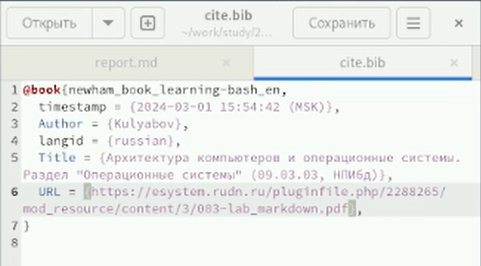 Открыть
cite.bib
~/work/study/2...
Сохранить
report.md
cite.bib
1 @book{newham_book_learning-bash_en,
2 timestamp = {2024-03-01 15:54:42 (MSK)},
3 Author = {Kulyabov},
4 langid = {russian},
5 Title = {Архитектура компьютеров и операционные системы.
Раздел "Операционные системы" (09.03.03, НПИбд)},
6 URL = {https://esystem.rudn.ru/pluginfile.php/2288265/
mod_resource/content/3/003-lab_markdown.pdf},
7 }
8